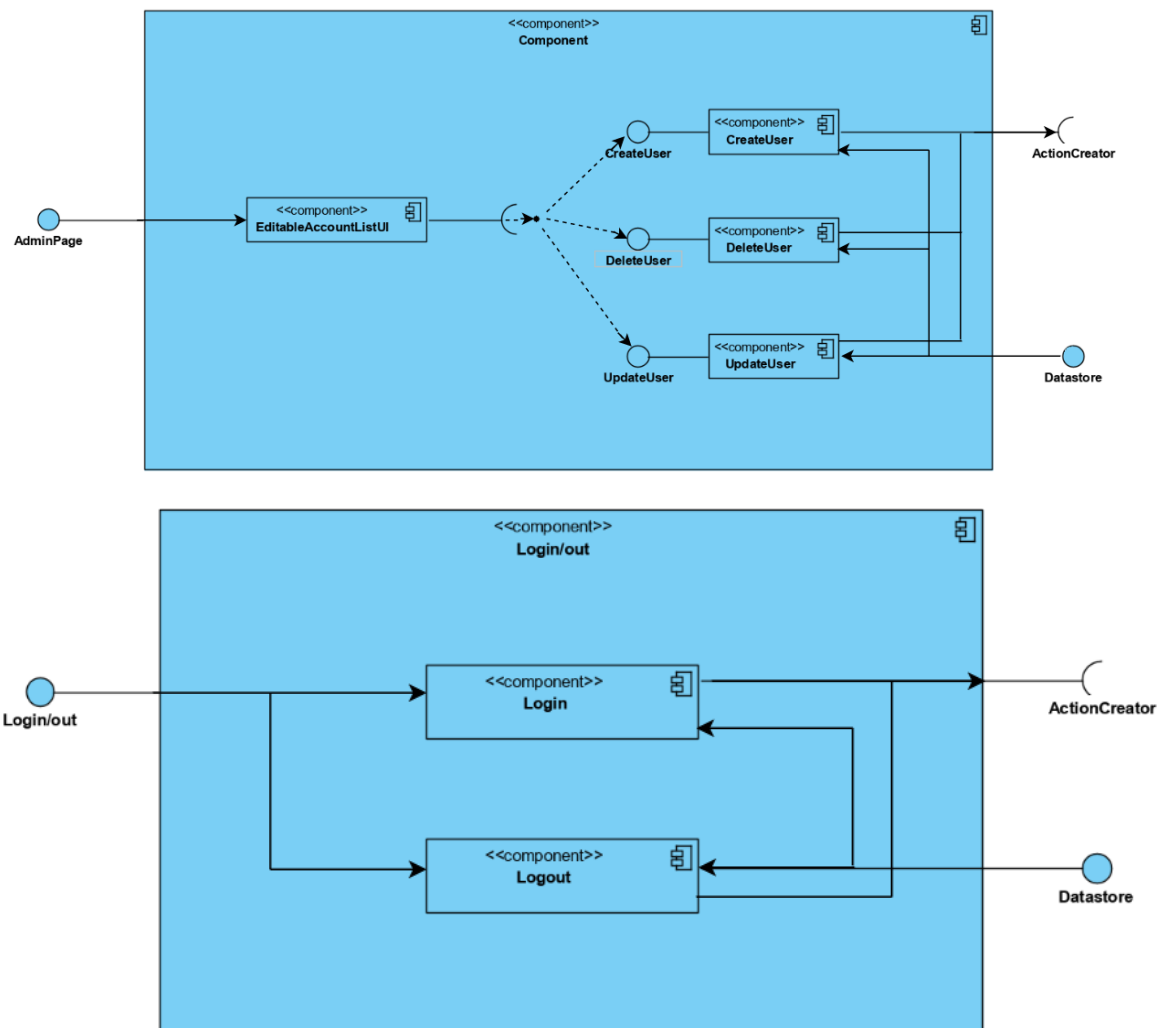 <<component>>
Component
<<component>>
CreateUser
CreateUser
ActionCreator
<<component>>
EditableAccountListUI
AdminPage
<<component>>
DeleteUser
DeleteUser
<<component>>
UpdateUser
UpdateUser
Datastore
<<component>>
Login/out
<<component>>
Login
Login/out
ActionCreator
<<component>>
Logout
Datastore